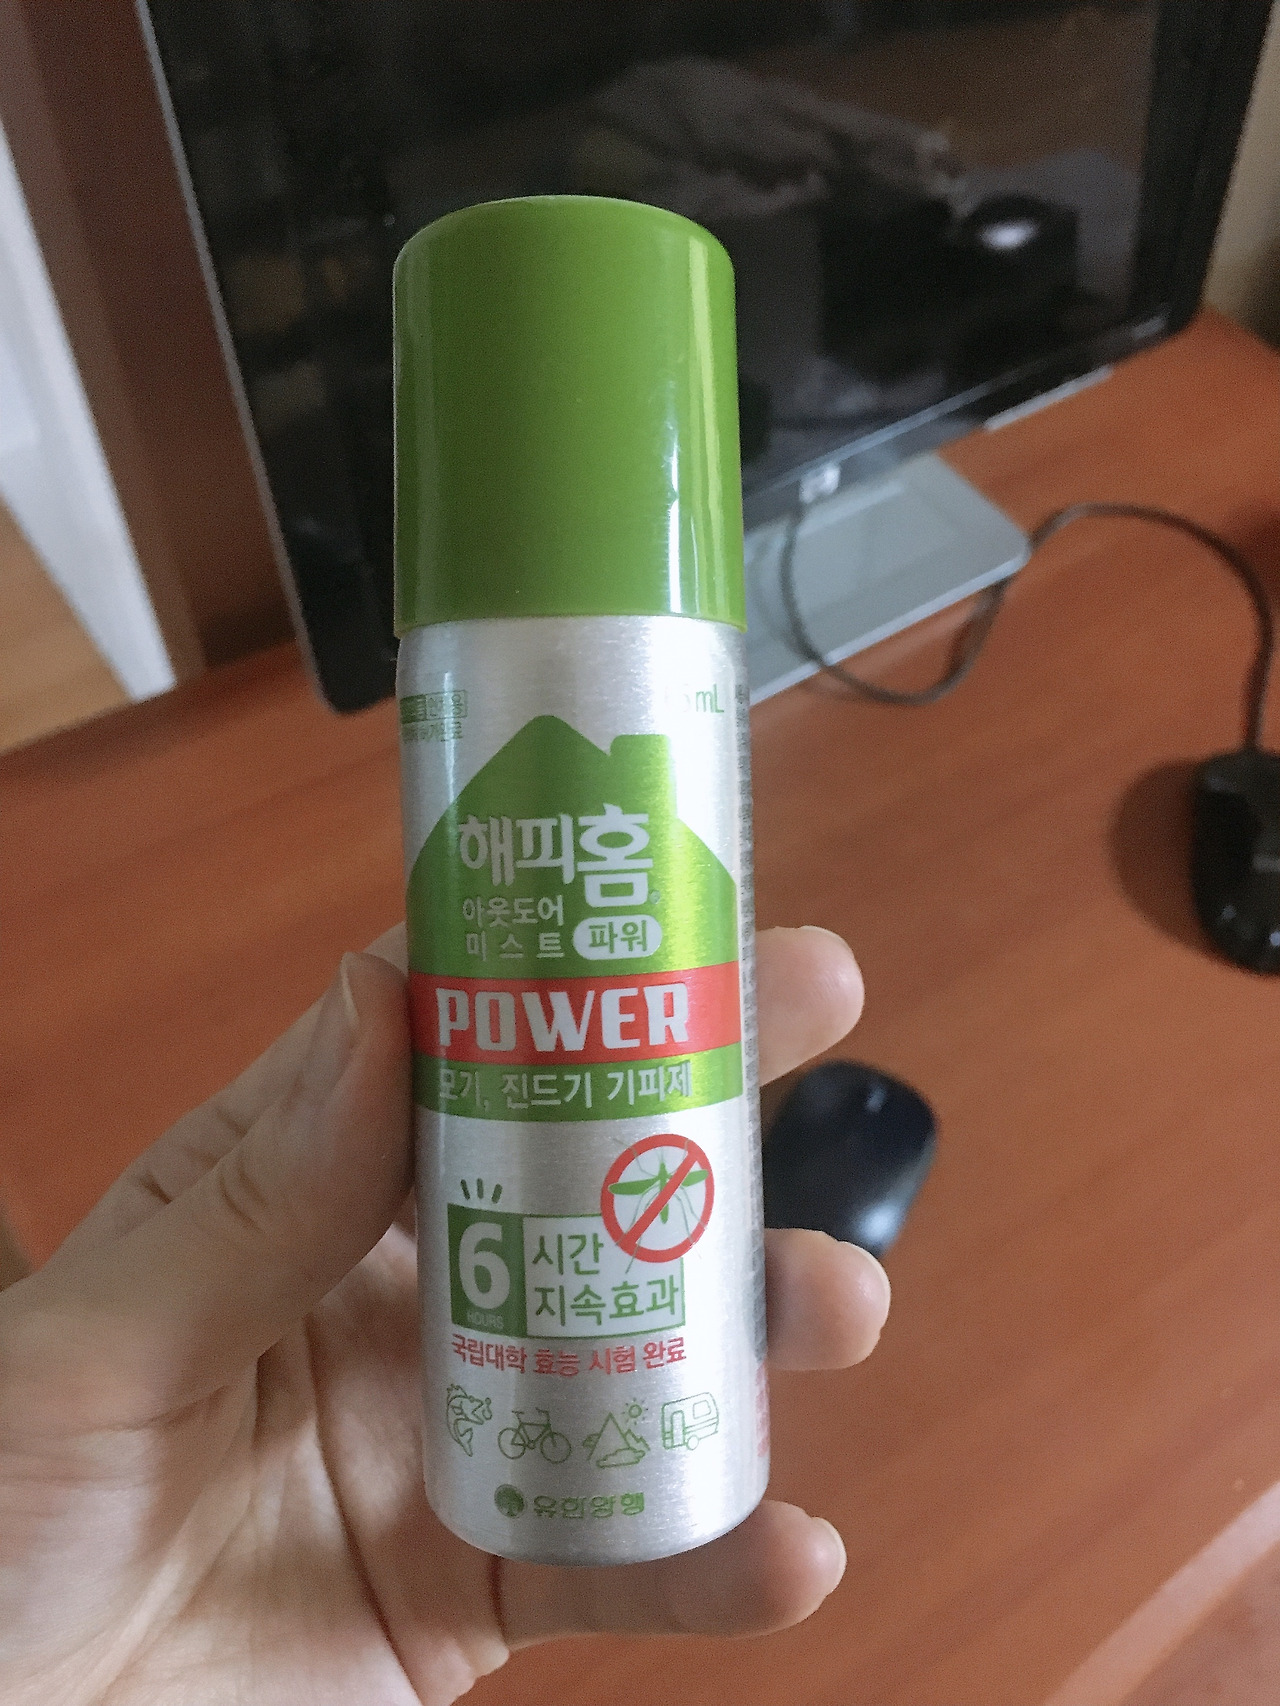 mL
해피홈
아웃도어
미스트 파워
POWER
모기, 진드기 기피제
6 시간
HOURS 지속효과
국립대학 효능 시험 완료
유한양행